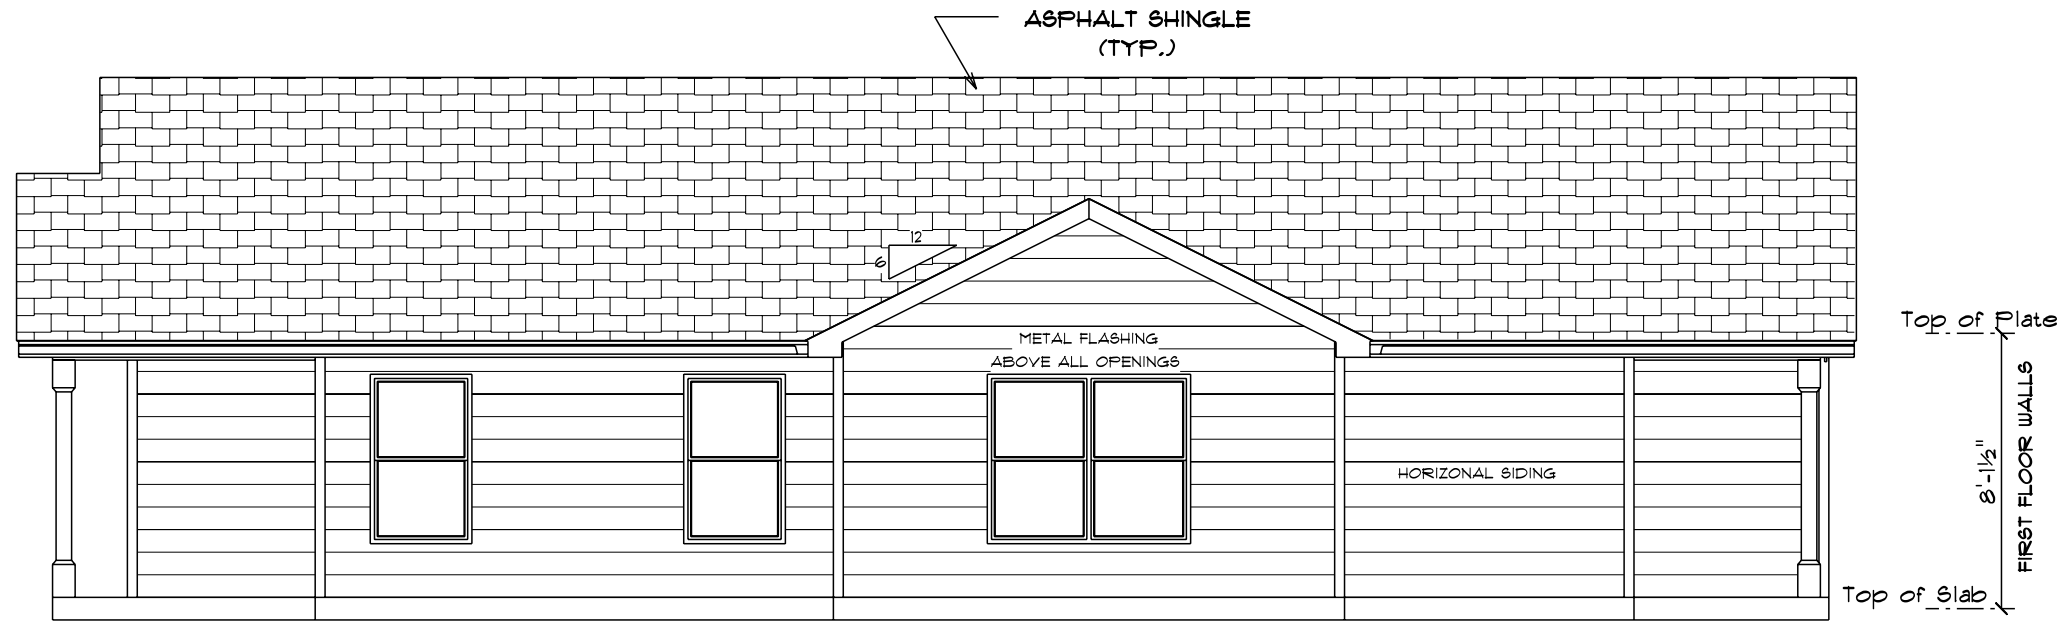 ASPHALT SHINGLE
(TYP.)
12
6
Top of Plate
METAL FLASHING
ABOVE ALL OPENINGS
HORIZONAL SIDING
8'-1½"
FIRST FLOOR WALLS
Top of Slab